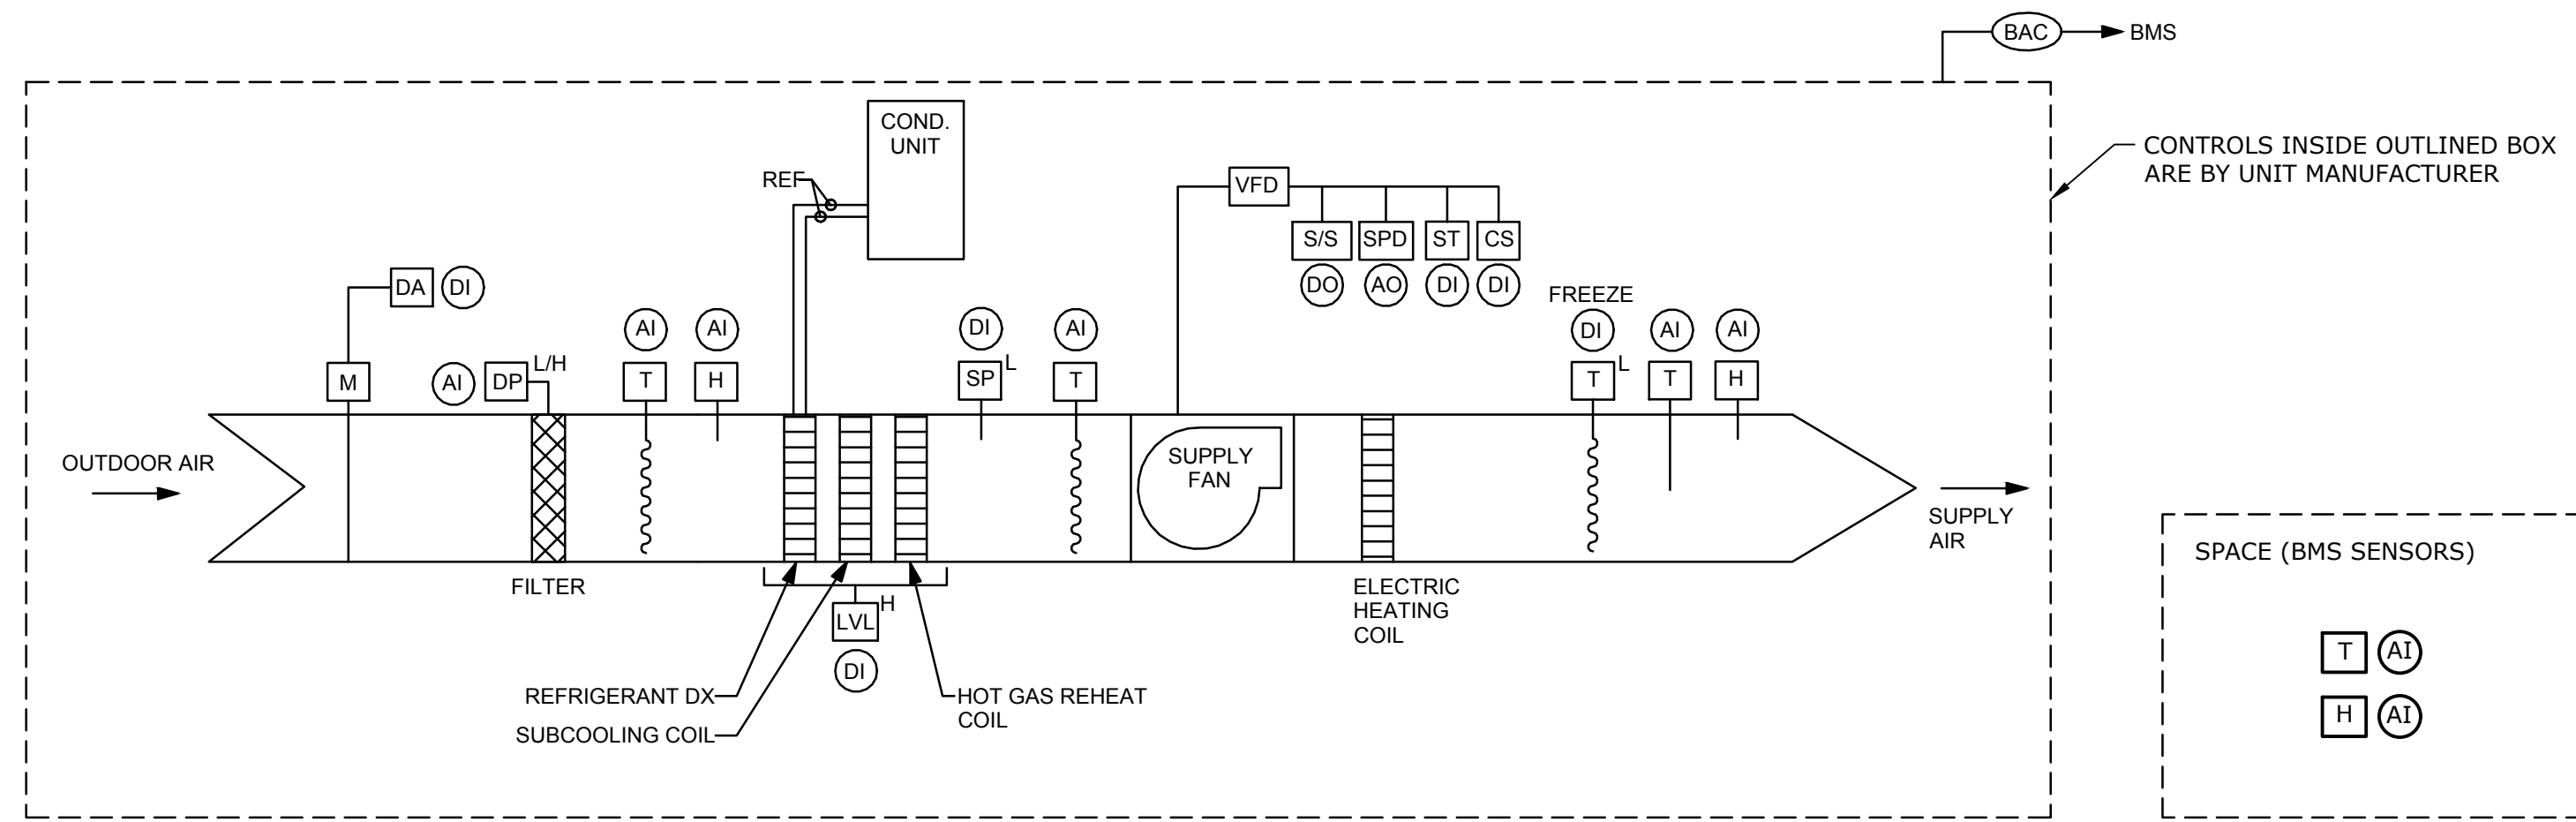 BAC
BMS
CONTROLS INSIDE OUTLINED BOX
ARE BY UNIT MANUFACTURER
COND.
UNIT
REF
VFD
S/S
SPD
ST
CS
DO
AO
DI
DI
DA
DI
FREEZE
AI
AI
DI
AI
DI
AI
AI
M
AI
DP
L/H
T
H
SP
L
T
T
L
T
H
OUTDOOR AIR
SUPPLY
FAN
SUPPLY
AIR
FILTER
LVL
H
DI
ELECTRIC
HEATING
COIL
REFRIGERANT DX
SUBCOOLING COIL
HOT GAS REHEAT
COIL
SPACE (BMS SENSORS)
T AI
H AI